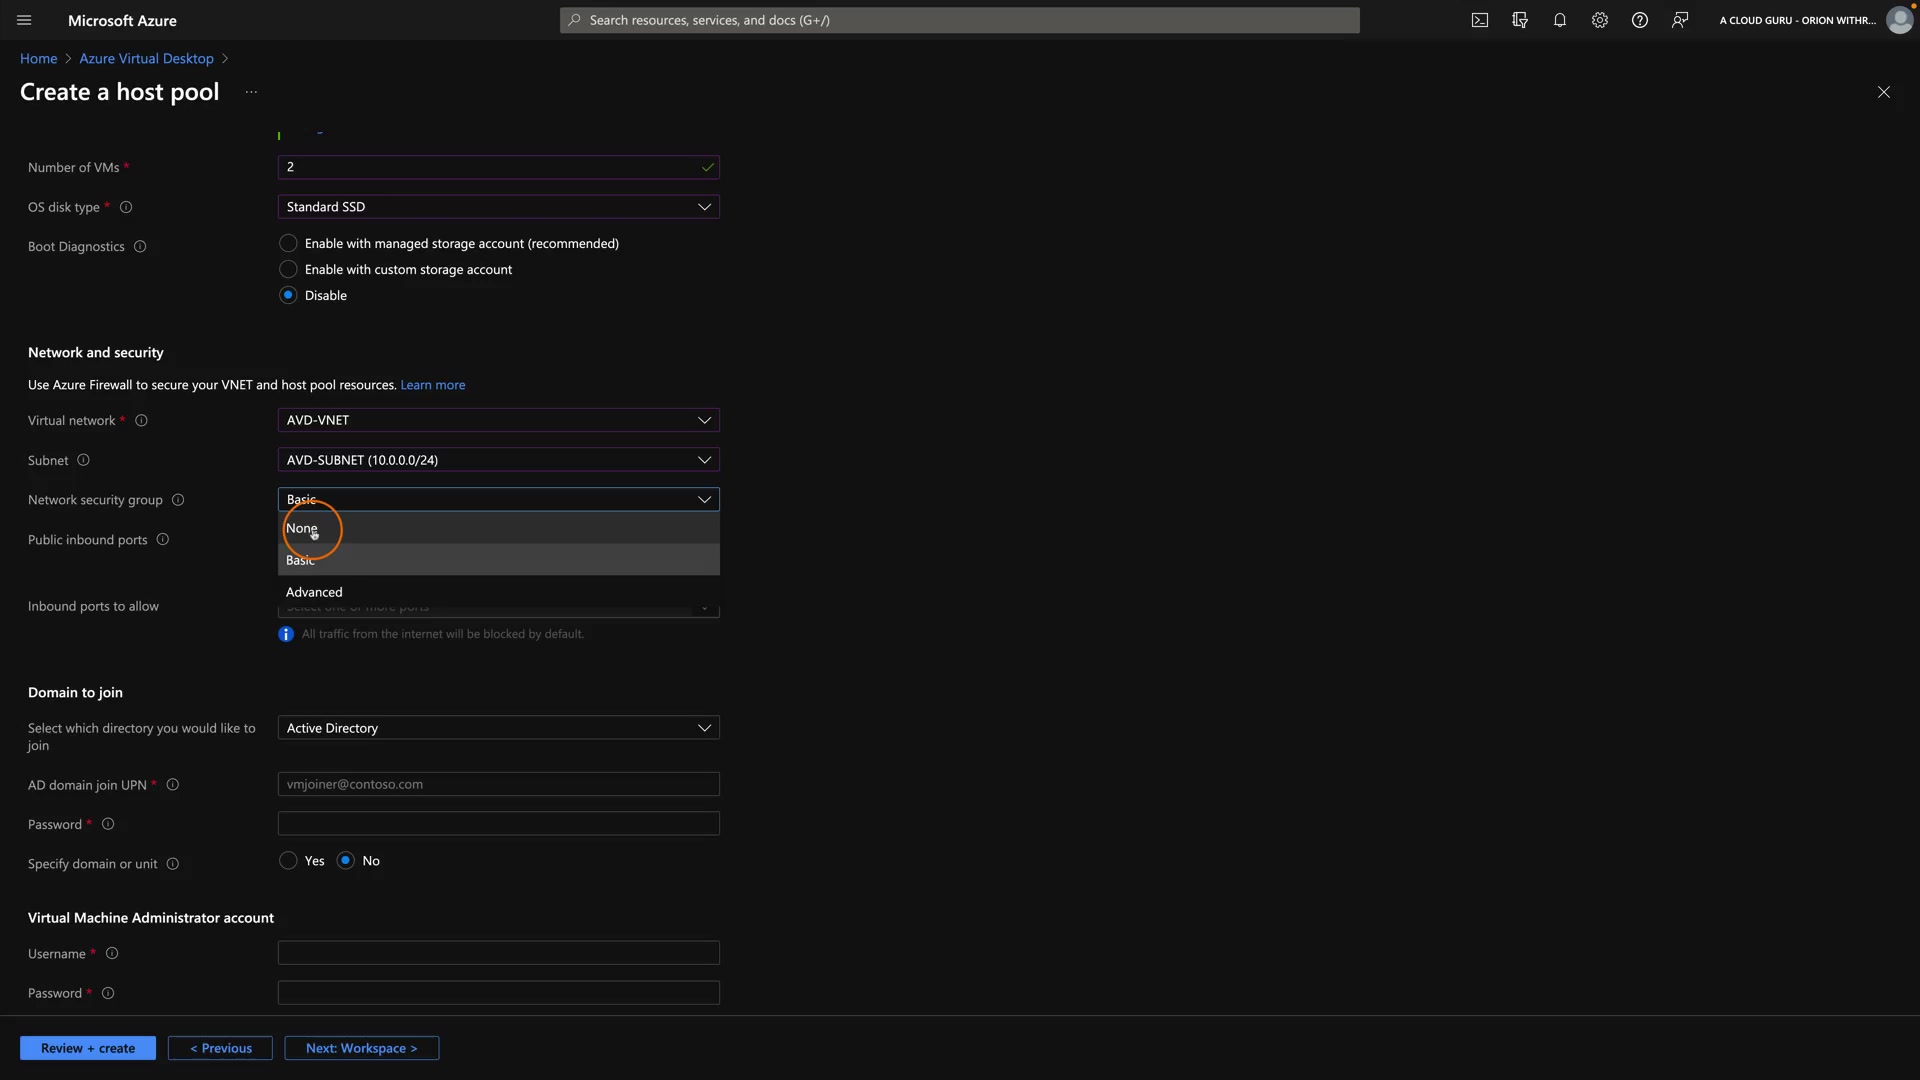 Microsoft Azure
Search resources, services, and docs (G+/)
A CLOUD GURU - ORION WITHR...
Home > Azure Virtual Desktop >
Create a host pool ...
Number of VMs * 2
OS disk type * Standard SSD
Boot Diagnostics
Enable with managed storage account (recommended)
Enable with custom storage account
Disable
Network and security
Use Azure Firewall to secure your VNET and host pool resources. Learn more
Virtual network * AVD-VNET
Subnet AVD-SUBNET (10.0.0.0/24)
Network security group Basic
None
Public inbound ports
Basic
Advanced
Inbound ports to allow Select one or more ports
All traffic from the internet will be blocked by default.
Domain to join
Select which directory you would like to
join
Active Directory
AD domain join UPN * vmjoiner@contoso.com
Password *
Specify domain or unit Yes No
Virtual Machine Administrator account
Username *
Password *
Review + create < Previous Next: Workspace >